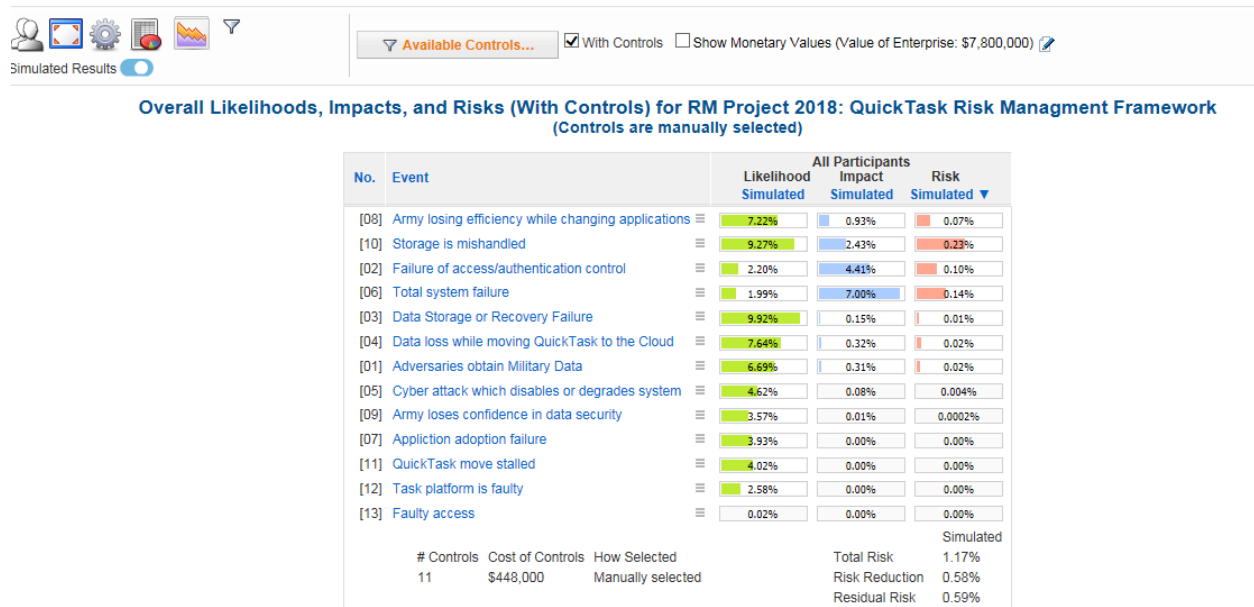 Available Controls... With Controls Show Monetary Values (Value of Enterprise: $7,800,000)
Simulated Results
Overall Likelihoods, Impacts, and Risks (With Controls) for RM Project 2018: QuickTask Risk Managment Framework
(Controls are manually selected)
All Participants
No. Event Likelihood Impact Risk
Simulated Simulated Simulated ▼
[08] Army losing efficiency while changing applications 7.22% 0.93% 0.07%
[10] Storage is mishandled 9.27% 2.43% 0.23%
[02] Failure of access/authentication control 2.20% 4.41% 0.10%
[06] Total system failure 1.99% 7.00% 0.14%
[03] Data Storage or Recovery Failure 9.92% 0.15% 0.01%
[04] Data loss while moving QuickTask to the Cloud 7.64% 0.32% 0.02%
[01] Adversaries obtain Military Data 6.69% 0.31% 0.02%
[05] Cyber attack which disables or degrades system 4.62% 0.08% 0.004%
[09] Army loses confidence in data security 3.57% 0.01% 0.0002%
[07] Appliction adoption failure 3.93% 0.00% 0.00%
[11] QuickTask move stalled 4.02% 0.00% 0.00%
[12] Task platform is faulty 2.58% 0.00% 0.00%
[13] Faulty access 0.02% 0.00% 0.00%
Simulated
# Controls Cost of Controls How Selected Total Risk 1.17%
11 $448,000 Manually selected Risk Reduction 0.58%
Residual Risk 0.59%